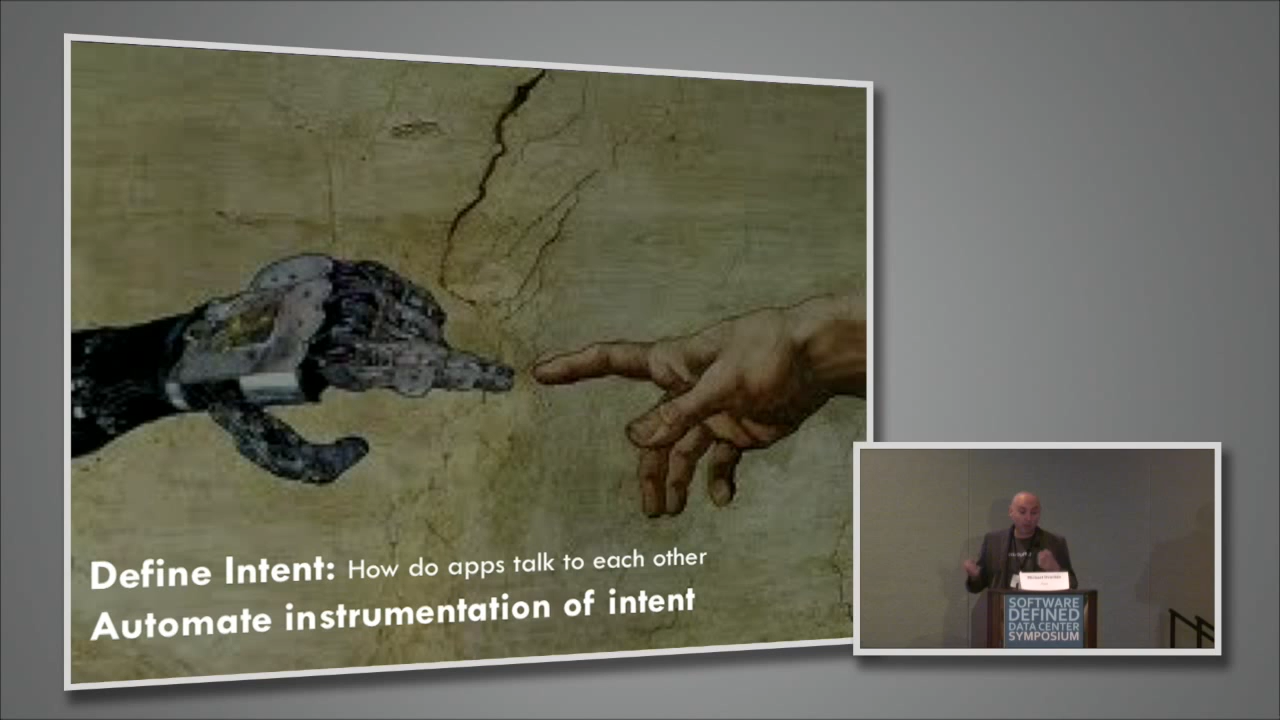 Define Intent: How do apps talk to each other
Automate instrumentation of intent
SOFTWARE
DEFINED
DATA CENTER
SYMPOSIUM